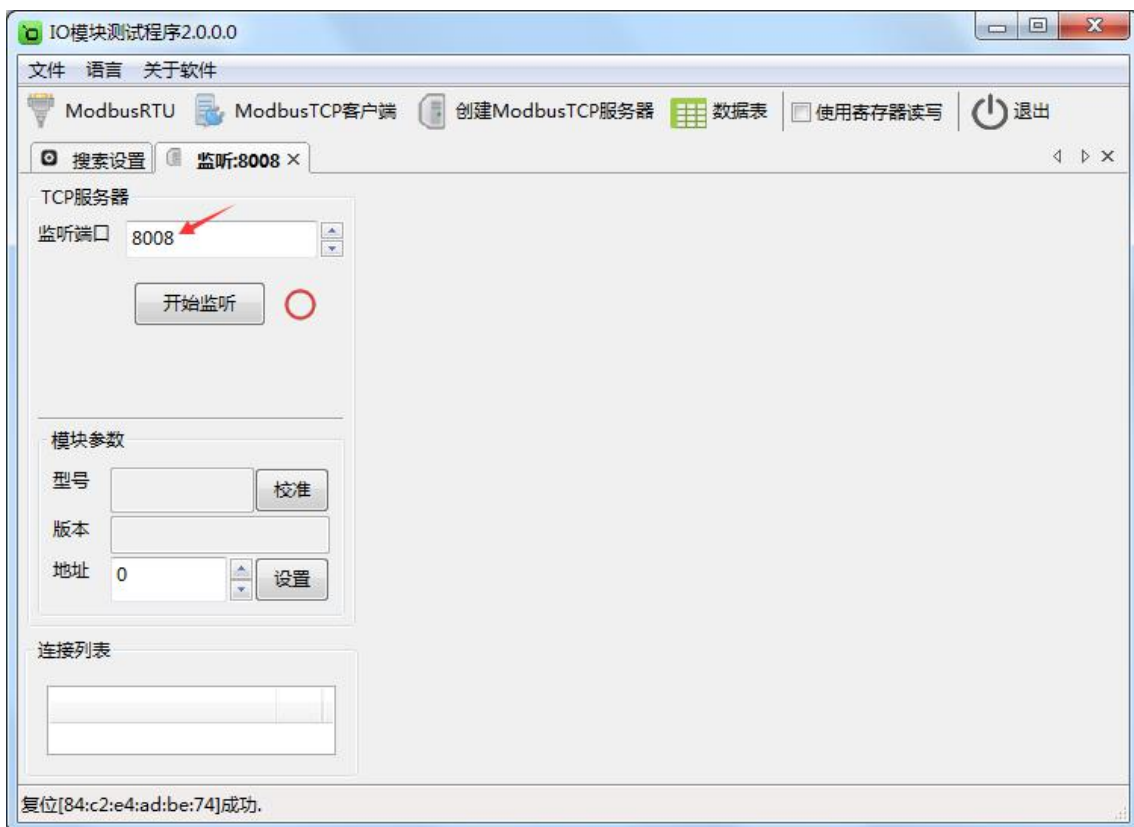 IO模块测试程序2.0.0.0
文件 语言 关于软件
ModbusRTU ModbusTCP客户端 创建ModbusTCP服务器 数据表 使用寄存器读写 退出
搜索设置 监听:8008
TCP服务器
监听端口 8008
开始监听
模块参数
型号 校准
版本
地址 0 设置
连接列表
复位[84:c2:e4:ad:be:74]成功.